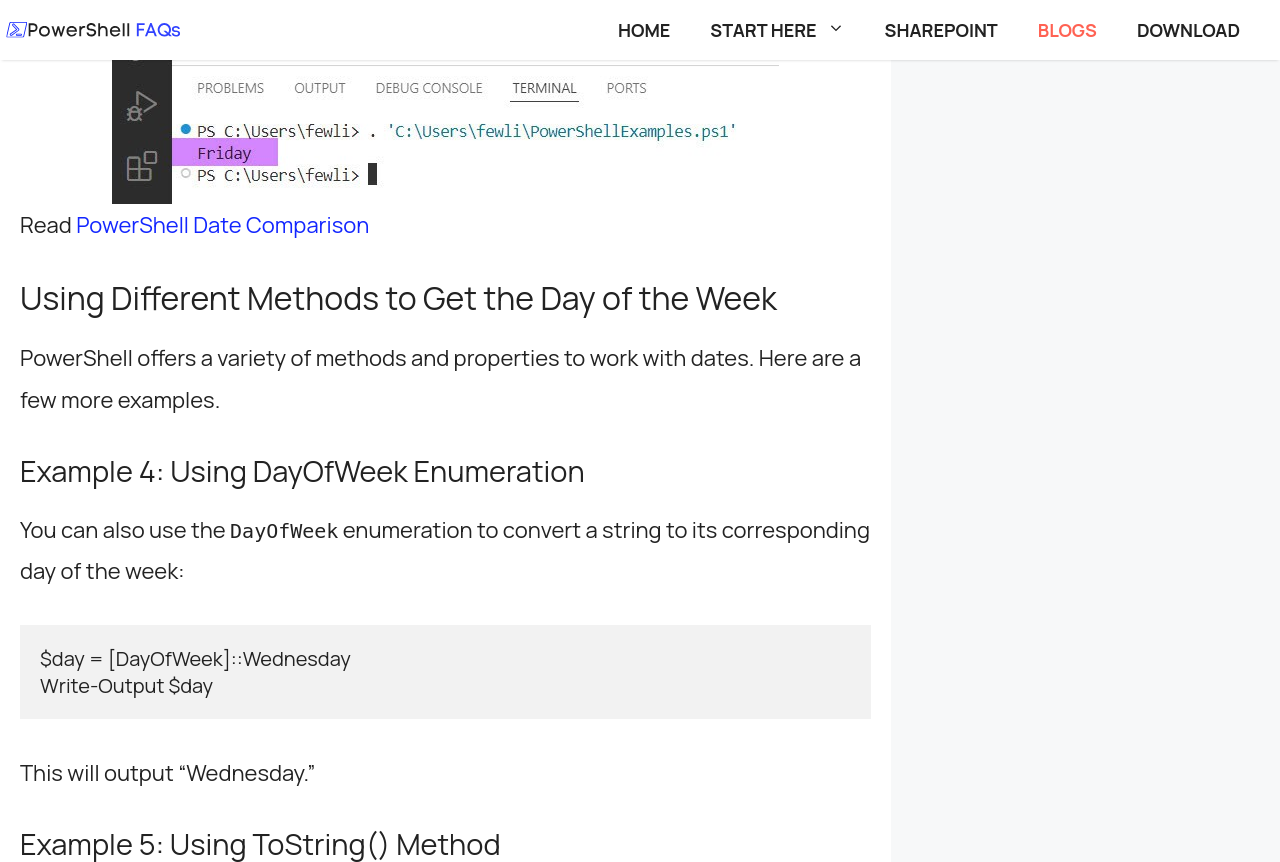 PowerShell FAQs
HOME
START HERE
SHAREPOINT
BLOGS
DOWNLOAD
PROBLEMS OUTPUT DEBUG CONSOLE TERMINAL PORTS
PS C:\Users\fewli> . 'C:\Users\fewli\PowerShellExamples.ps1'
Friday
PS C:\Users\fewli>
Read PowerShell Date Comparison
Using Different Methods to Get the Day of the Week
PowerShell offers a variety of methods and properties to work with dates. Here are a
few more examples.
Example 4: Using DayOfWeek Enumeration
You can also use the DayOfWeek enumeration to convert a string to its corresponding
day of the week:
$day = [DayOfWeek]::Wednesday
Write-Output $day
This will output “Wednesday.”
Example 5: Using ToString() Method